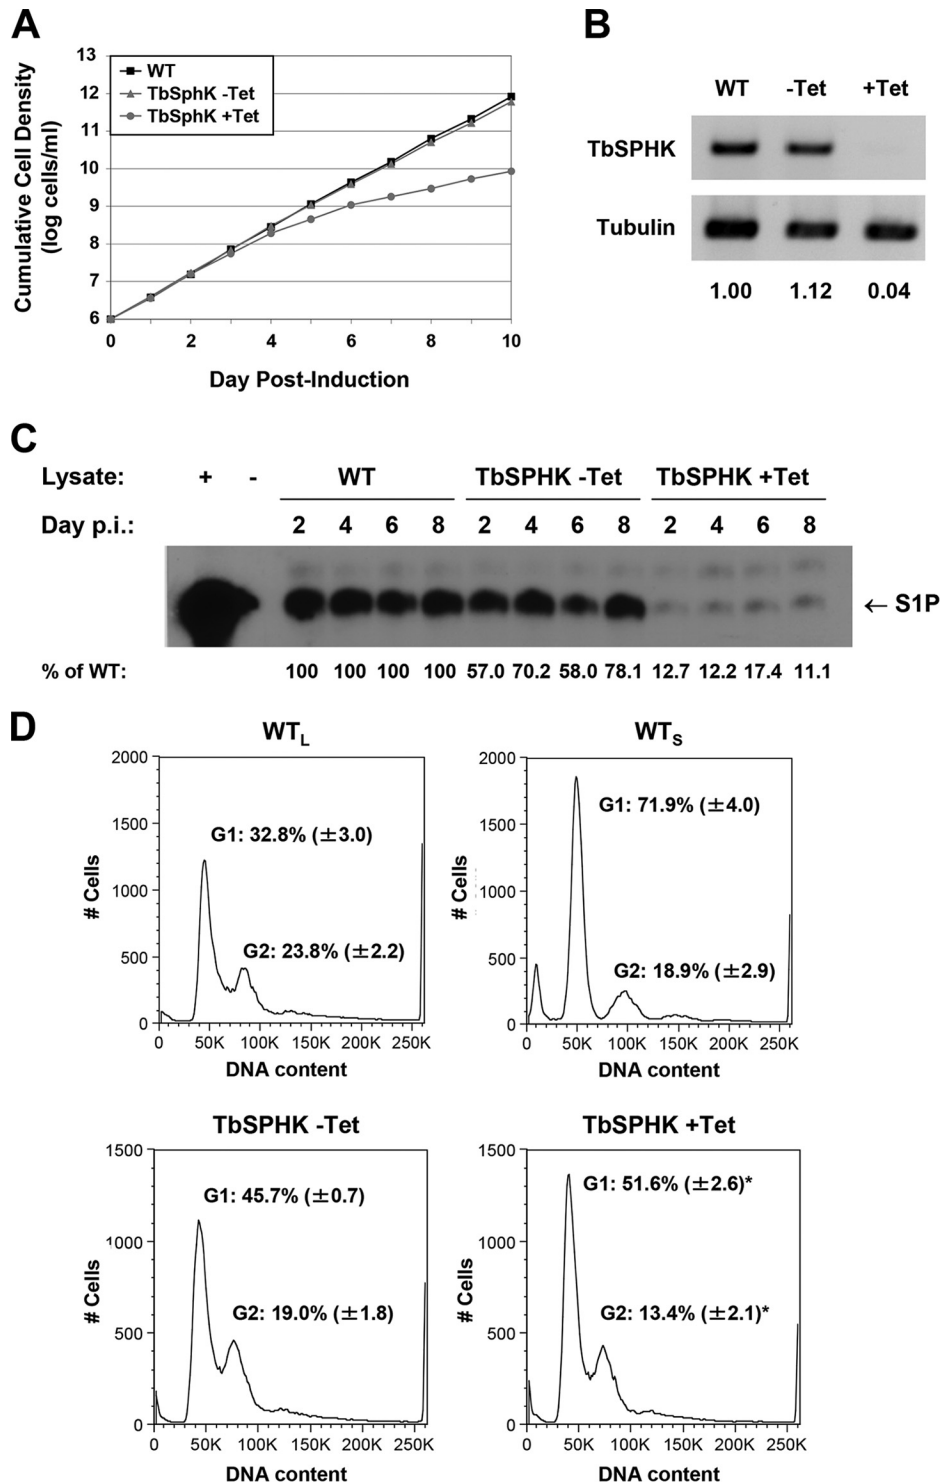 A
B
13
12
11
10
9
8
7
6
Cumulative Cell Density
(log cells/ml)
WT
TbSphK -Tet
TbSphK +Tet
0 2 4 6 8 10
Day Post-Induction
WT -Tet +Tet
TbSPHK
Tubulin
1.00 1.12 0.04
C
Lysate: + - WT TbSPHK -Tet TbSPHK +Tet
Day p.i.: 2 4 6 8 2 4 6 8 2 4 6 8
← S1P
% of WT: 100 100 100 100 57.0 70.2 58.0 78.1 12.7 12.2 17.4 11.1
D
WTL
2000
1500
1000
500
0
# Cells
G1: 32.8% (±3.0)
G2: 23.8% (±2.2)
0 50K 100K 150K 200K 250K
DNA content
WTS
2000
1500
1000
500
0
# Cells
G1: 71.9% (±4.0)
G2: 18.9% (±2.9)
0 50K 100K 150K 200K 250K
DNA content
TbSPHK -Tet
1500
1000
500
0
# Cells
G1: 45.7% (±0.7)
G2: 19.0% (±1.8)
0 50K 100K 150K 200K 250K
DNA content
TbSPHK +Tet
1500
1000
500
0
# Cells
G1: 51.6% (±2.6)*
G2: 13.4% (±2.1)*
0 50K 100K 150K 200K 250K
DNA content